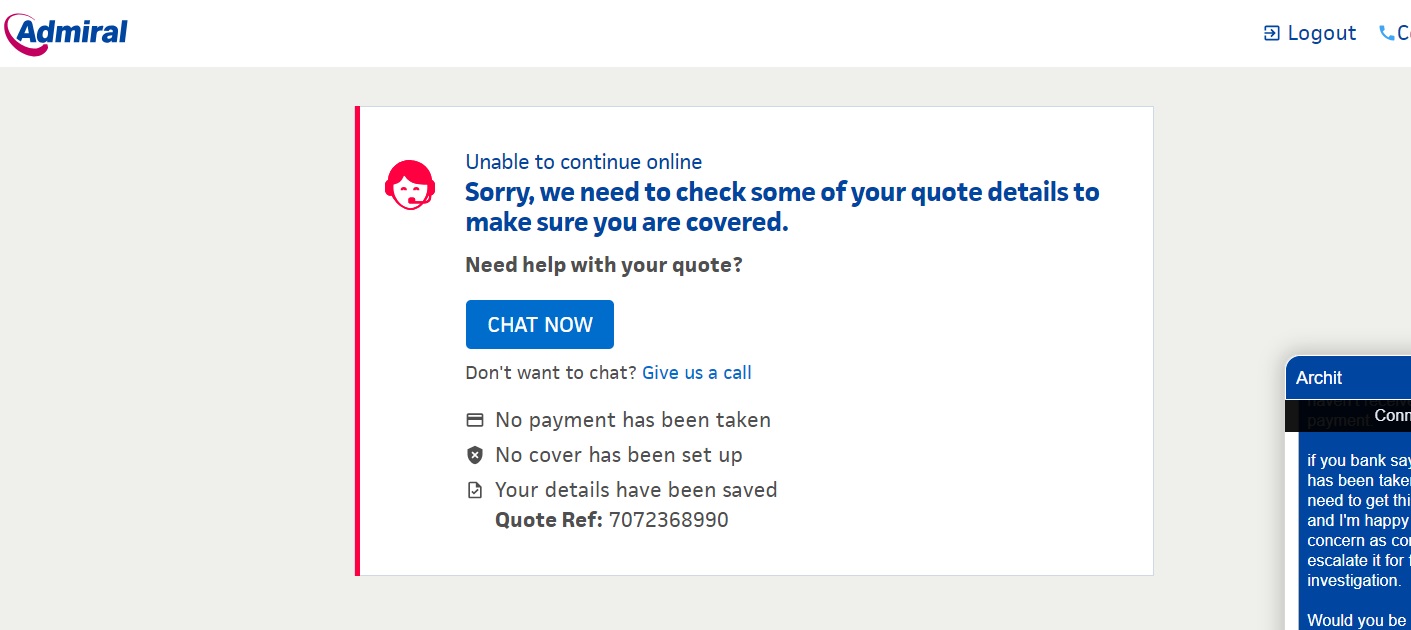 Admiral
Logout
Unable to continue online
Sorry, we need to check some of your quote details to
make sure you are covered.
Need help with your quote?
CHAT NOW
Don't want to chat? Give us a call
No payment has been taken
No cover has been set up
Your details have been saved
Quote Ref: 7072368990
Archit
Conn
payment
if you bank say
has been taken
need to get thi
and I'm happy
concern as co
escalate it for f
investigation.
Would you be